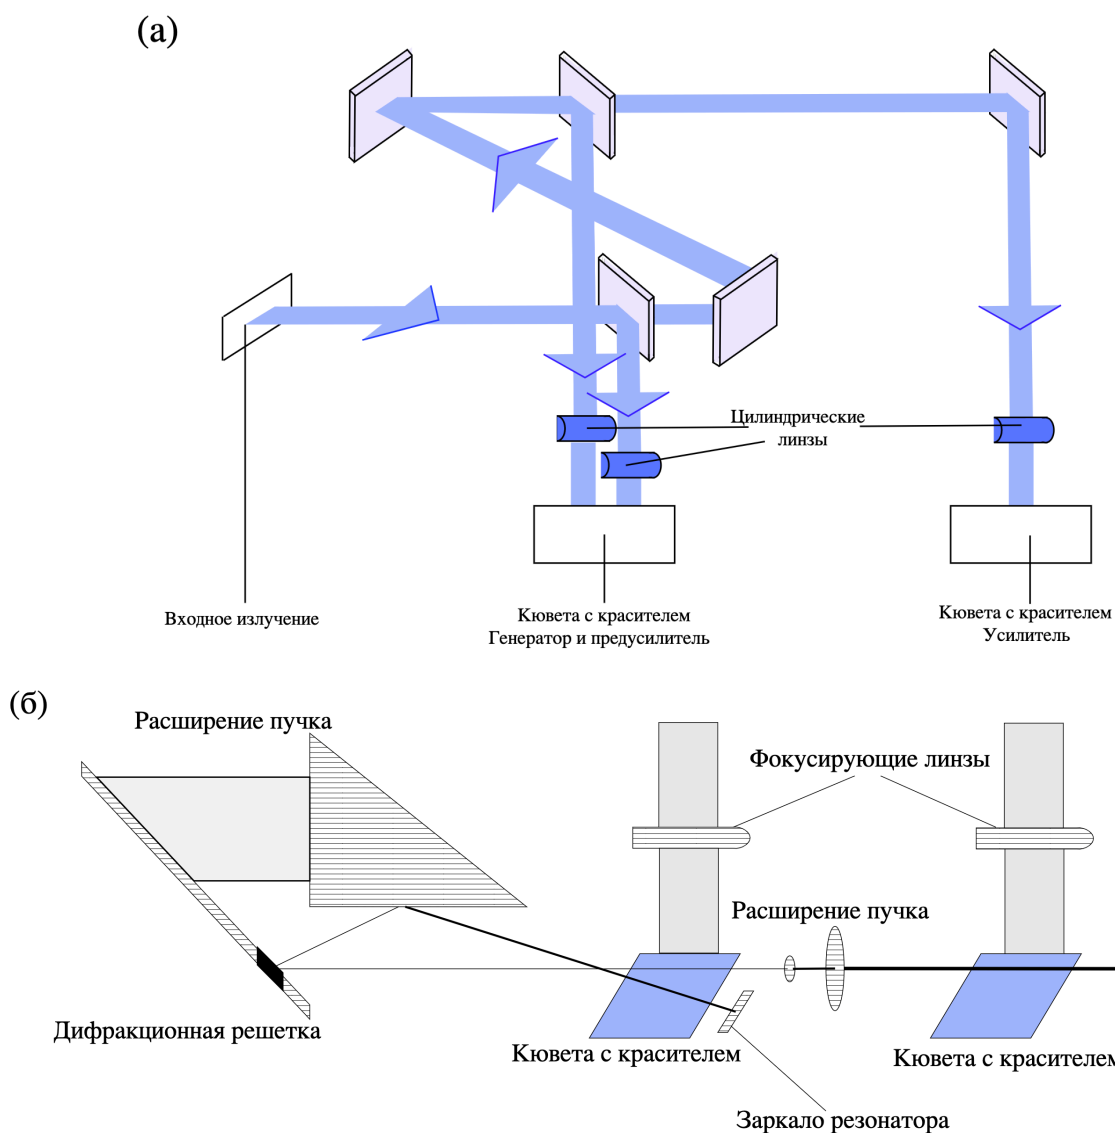 (а)
Цилиндрические
линзы
Входное излучение
Кювета с красителем
Генератор и предусилитель
Кювета с красителем
Усилитель
(б)
Расширение пучка
Фокусирующие линзы
Расширение пучка
Дифракционная решетка
Кювета с красителем
Кювета с красителем
Заркало резонатора